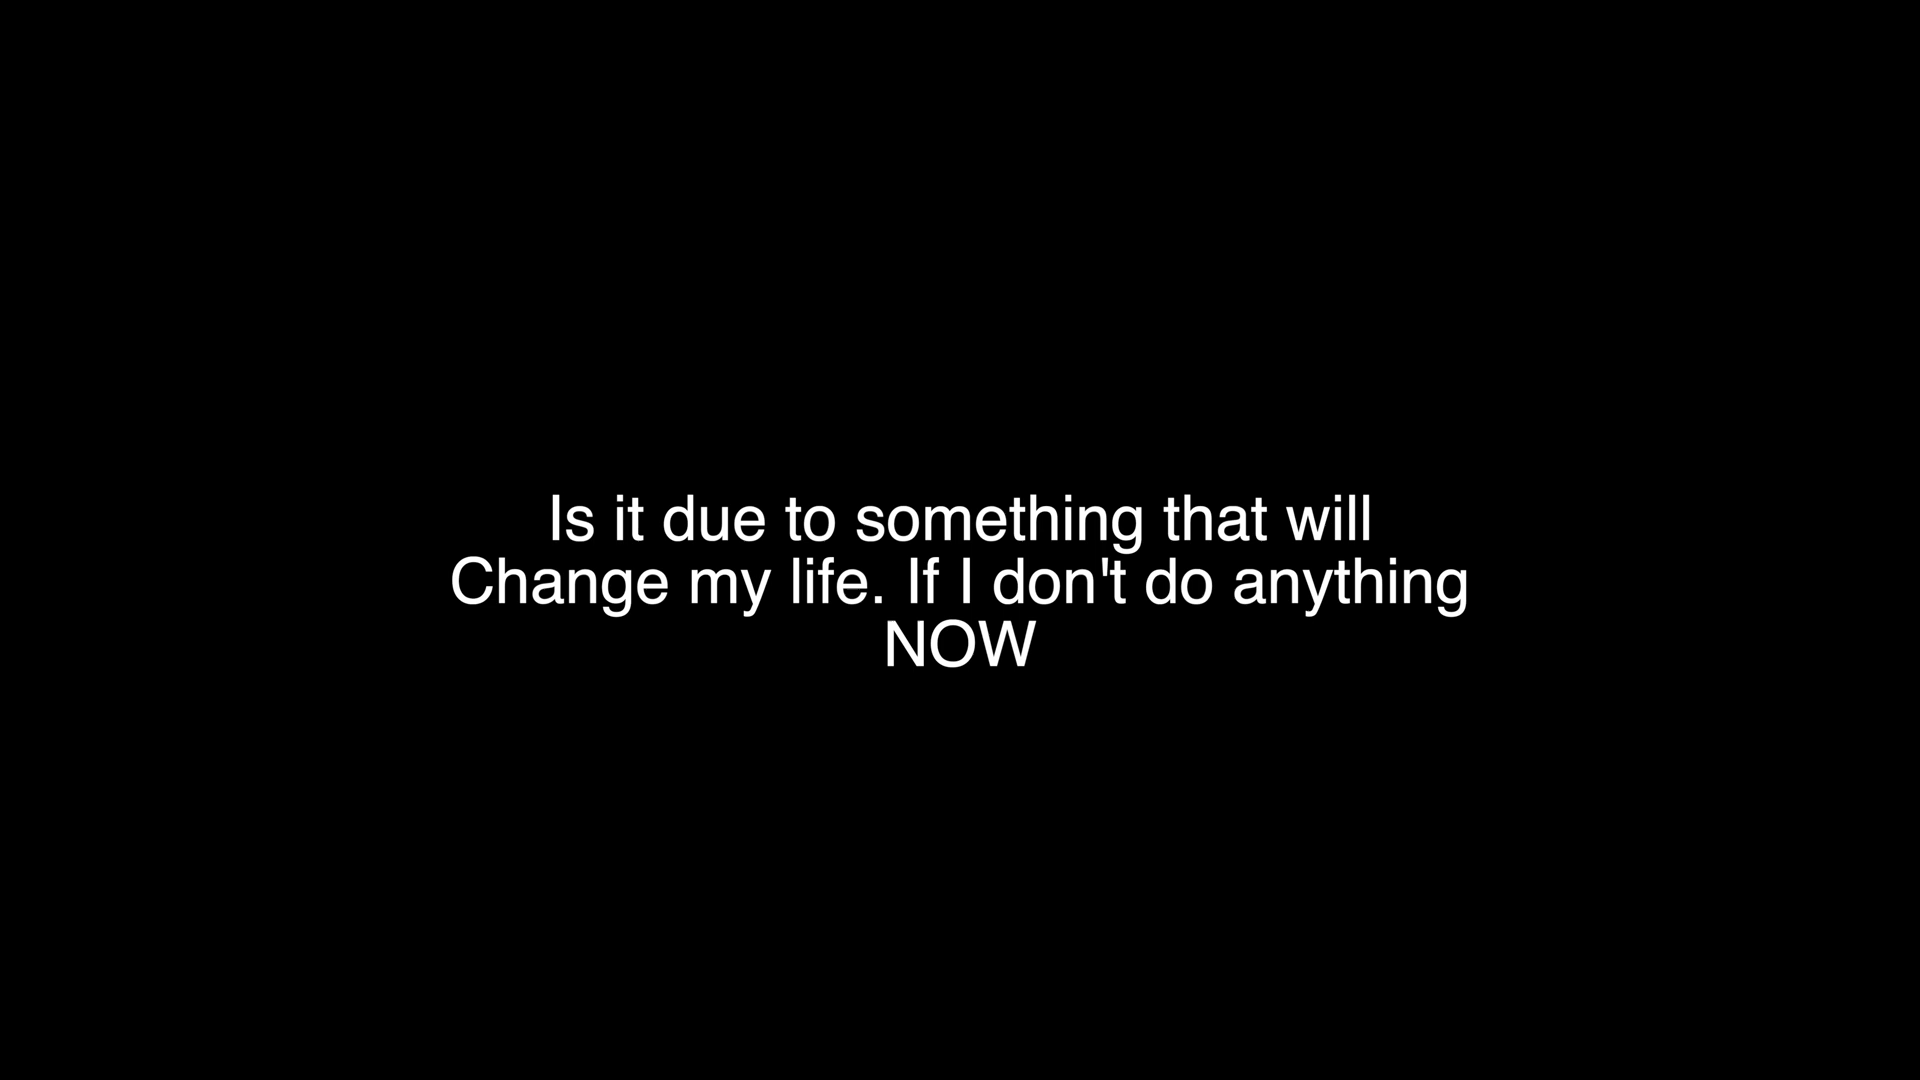 Is it due to something that will
Change my life. If I don't do anything
NOW